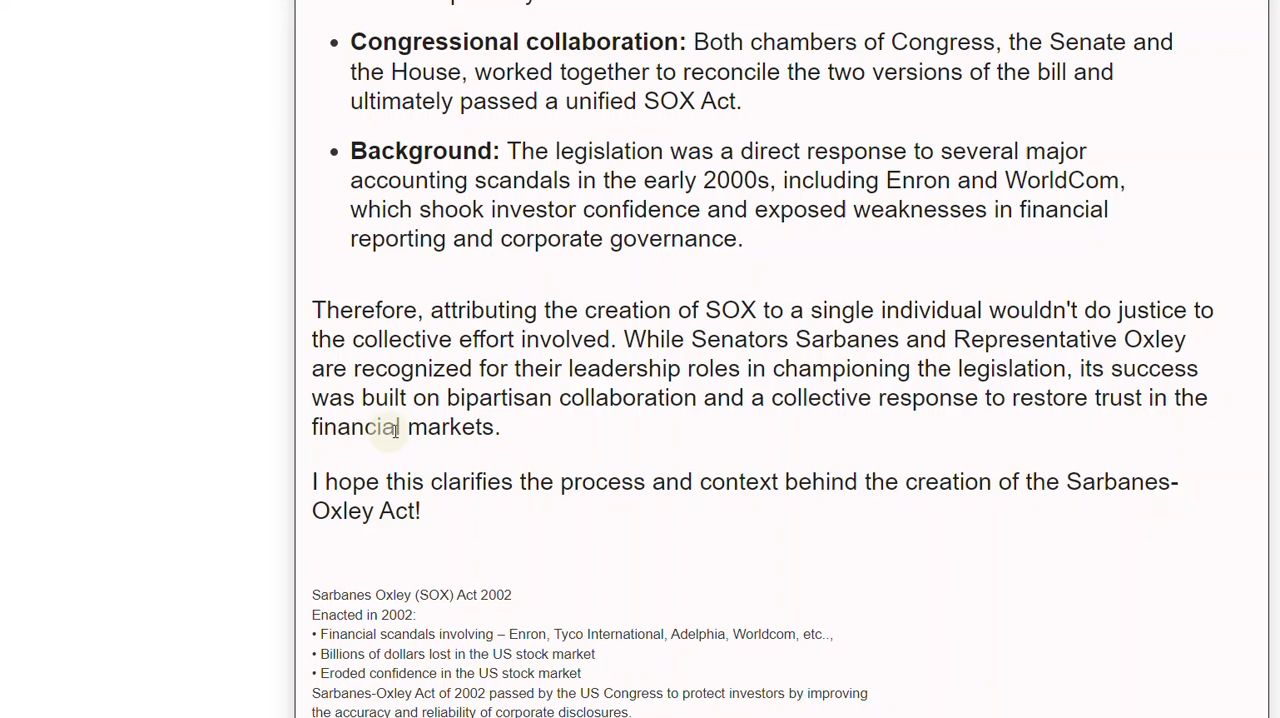 • Congressional collaboration: Both chambers of Congress, the Senate and
the House, worked together to reconcile the two versions of the bill and
ultimately passed a unified SOX Act.
• Background: The legislation was a direct response to several major
accounting scandals in the early 2000s, including Enron and WorldCom,
which shook investor confidence and exposed weaknesses in financial
reporting and corporate governance.
Therefore, attributing the creation of SOX to a single individual wouldn't do justice to
the collective effort involved. While Senators Sarbanes and Representative Oxley
are recognized for their leadership roles in championing the legislation, its success
was built on bipartisan collaboration and a collective response to restore trust in the
financial markets.
I hope this clarifies the process and context behind the creation of the Sarbanes-
Oxley Act!
Sarbanes Oxley (SOX) Act 2002
Enacted in 2002:
• Financial scandals involving – Enron, Tyco International, Adelphia, Worldcom, etc..,
• Billions of dollars lost in the US stock market
• Eroded confidence in the US stock market
Sarbanes-Oxley Act of 2002 passed by the US Congress to protect investors by improving
the accuracy and reliability of corporate disclosures.